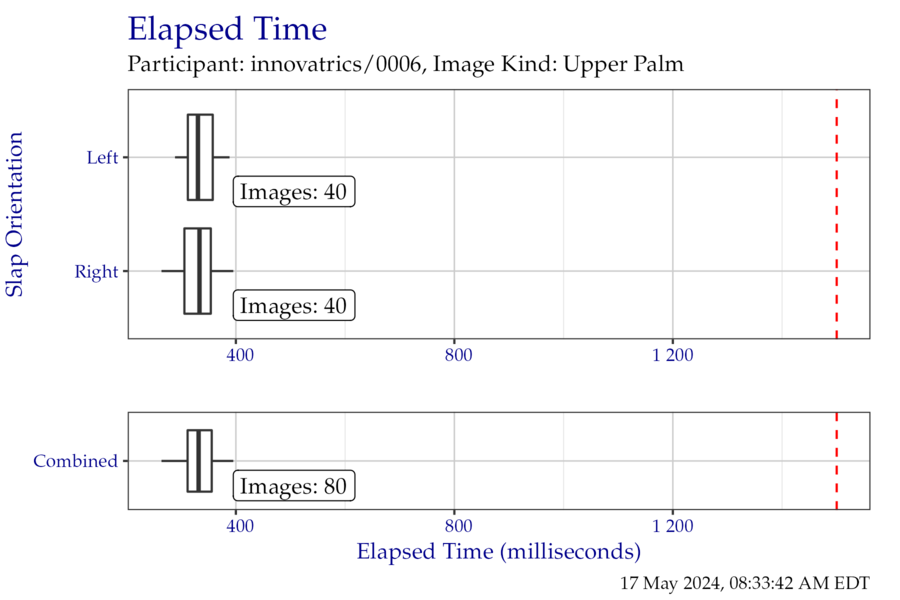 Elapsed Time
Participant: innovatrics/0006, Image Kind: Upper Palm
Slap Orientation
Left
Images: 40
Right
Images: 40
400 800 1 200
Combined
Images: 80
400 800 1 200
Elapsed Time (milliseconds)
17 May 2024, 08:33:42 AM EDT